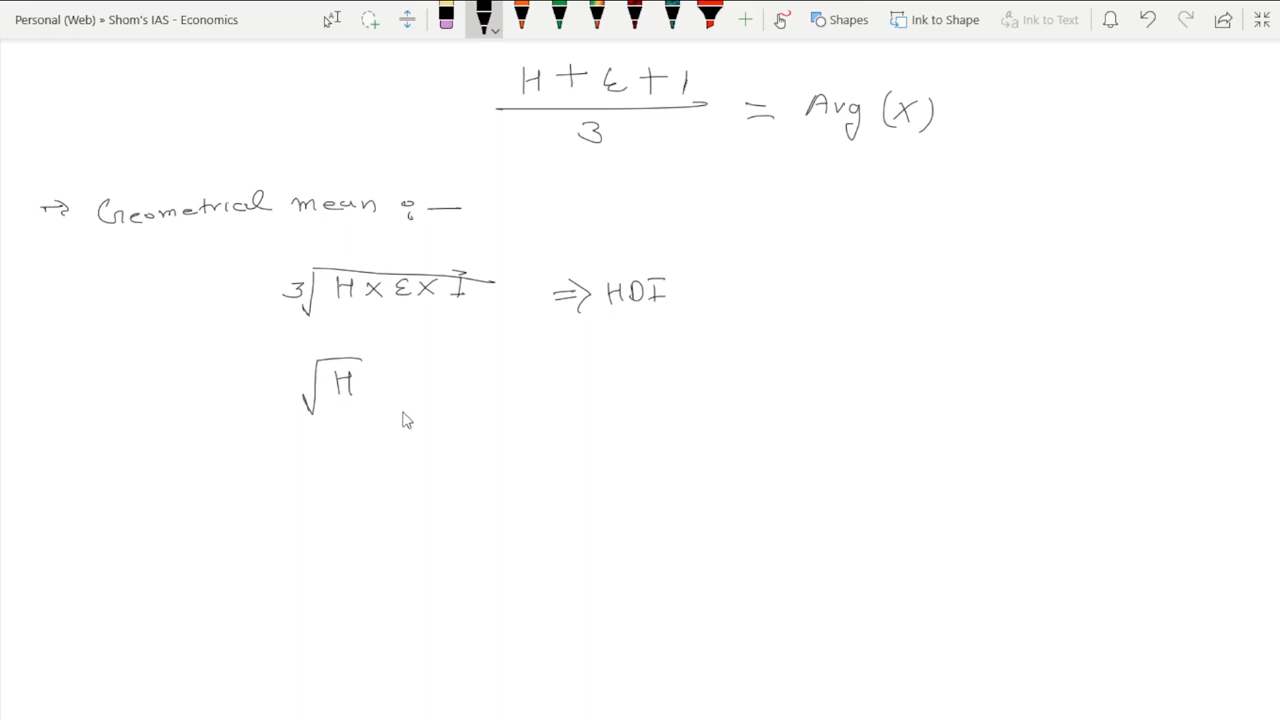 Personal (Web) » Shom's IAS - Economics Shapes Ink to Shape Ink to Text
H + E + I
3
= Avg (X)
→ Geometrical mean :—
3√H × E × I ⇒ HDI
√H